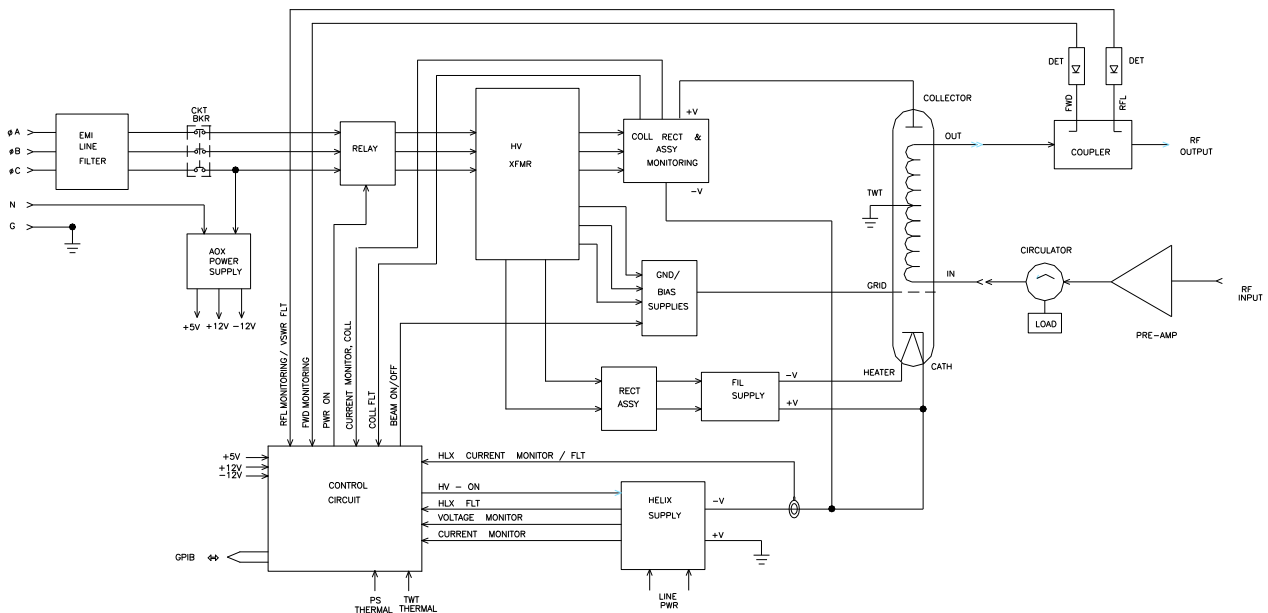 DET
DET
FWD
RFL
CKT
BKR
COLLECTOR
+V
EMI
LINE
FILTER
øA
øB
øC
N
G
RELAY
HV
XFMR
COLL RECT &
ASSY
MONITORING
-V
OUT
COUPLER
RF
OUTPUT
TWT
AOX
POWER
SUPPLY
+5V
+12V
-12V
GND/
BIAS
SUPPLIES
GRID
IN
CIRCULATOR
LOAD
PRE-AMP
RF
INPUT
RFL MONITORING/ VSWR FLT
FWD MONITORING
PWR ON
CURRENT MONITOR, COLL
COLL FLT
BEAM ON/OFF
RECT
ASSY
FIL
SUPPLY
-V
+V
HEATER
CATH
+5V
+12V
-12V
CONTROL
CIRCUIT
HLX CURRENT MONITOR / FLT
HV - ON
HLX FLT
VOLTAGE MONITOR
CURRENT MONITOR
HELIX
SUPPLY
-V
+V
GPIB
PS
THERMAL
TWT
THERMAL
LINE
PWR